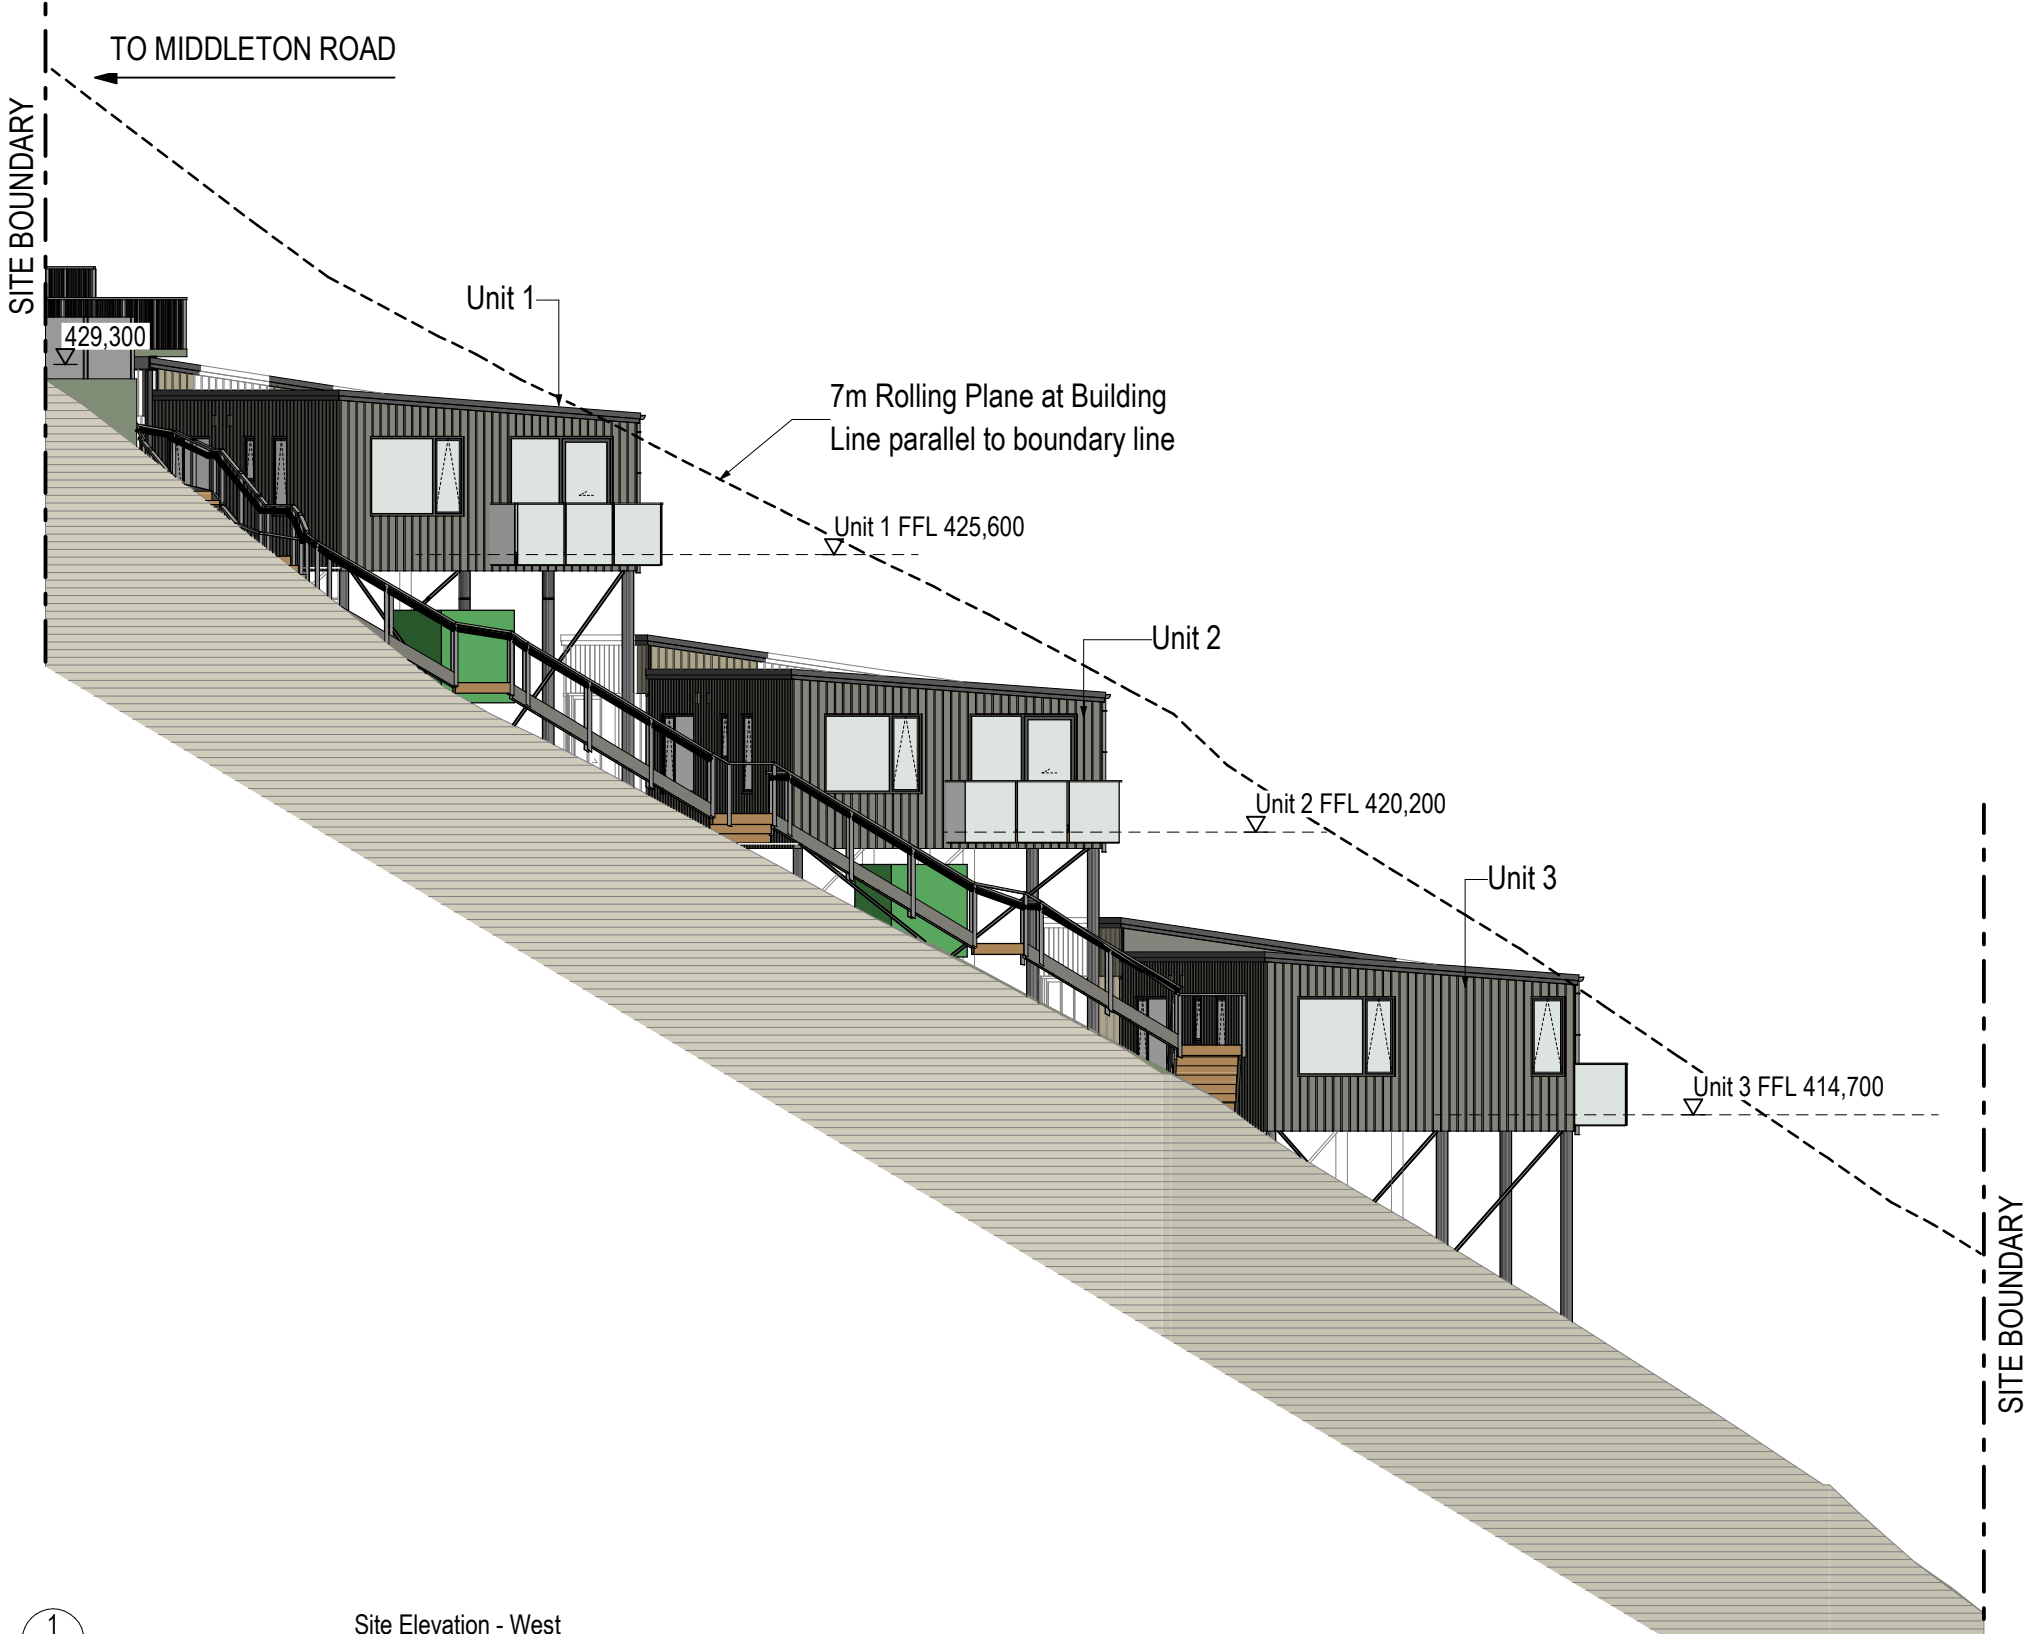 TO MIDDLETON ROAD
SITE BOUNDARY
Unit 1
429,300
7m Rolling Plane at Building
Line parallel to boundary line
Unit 1 FFL 425,600
Unit 2
Unit 2 FFL 420,200
Unit 3
Unit 3 FFL 414,700
SITE BOUNDARY
1
Site Elevation - West